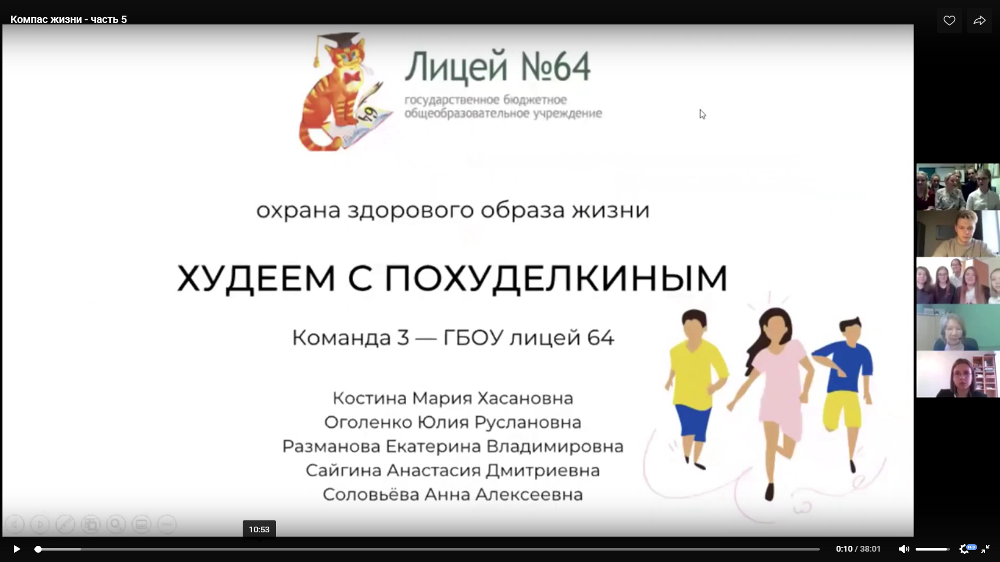 Компас жизни - часть 5
Лицей №64
государственное бюджетное
общеобразовательное учреждение
64
охрана здорового образа жизни
ХУДЕЕМ С ПОХУДЕЛКИНЫМ
Команда 3 — ГБОУ лицей 64
Костина Мария Хасановна
Оголенко Юлия Руслановна
Разманова Екатерина Владимировна
Сайгина Анастасия Дмитриевна
Соловьёва Анна Алексеевна
10:53
0:10 / 38:01
FHD